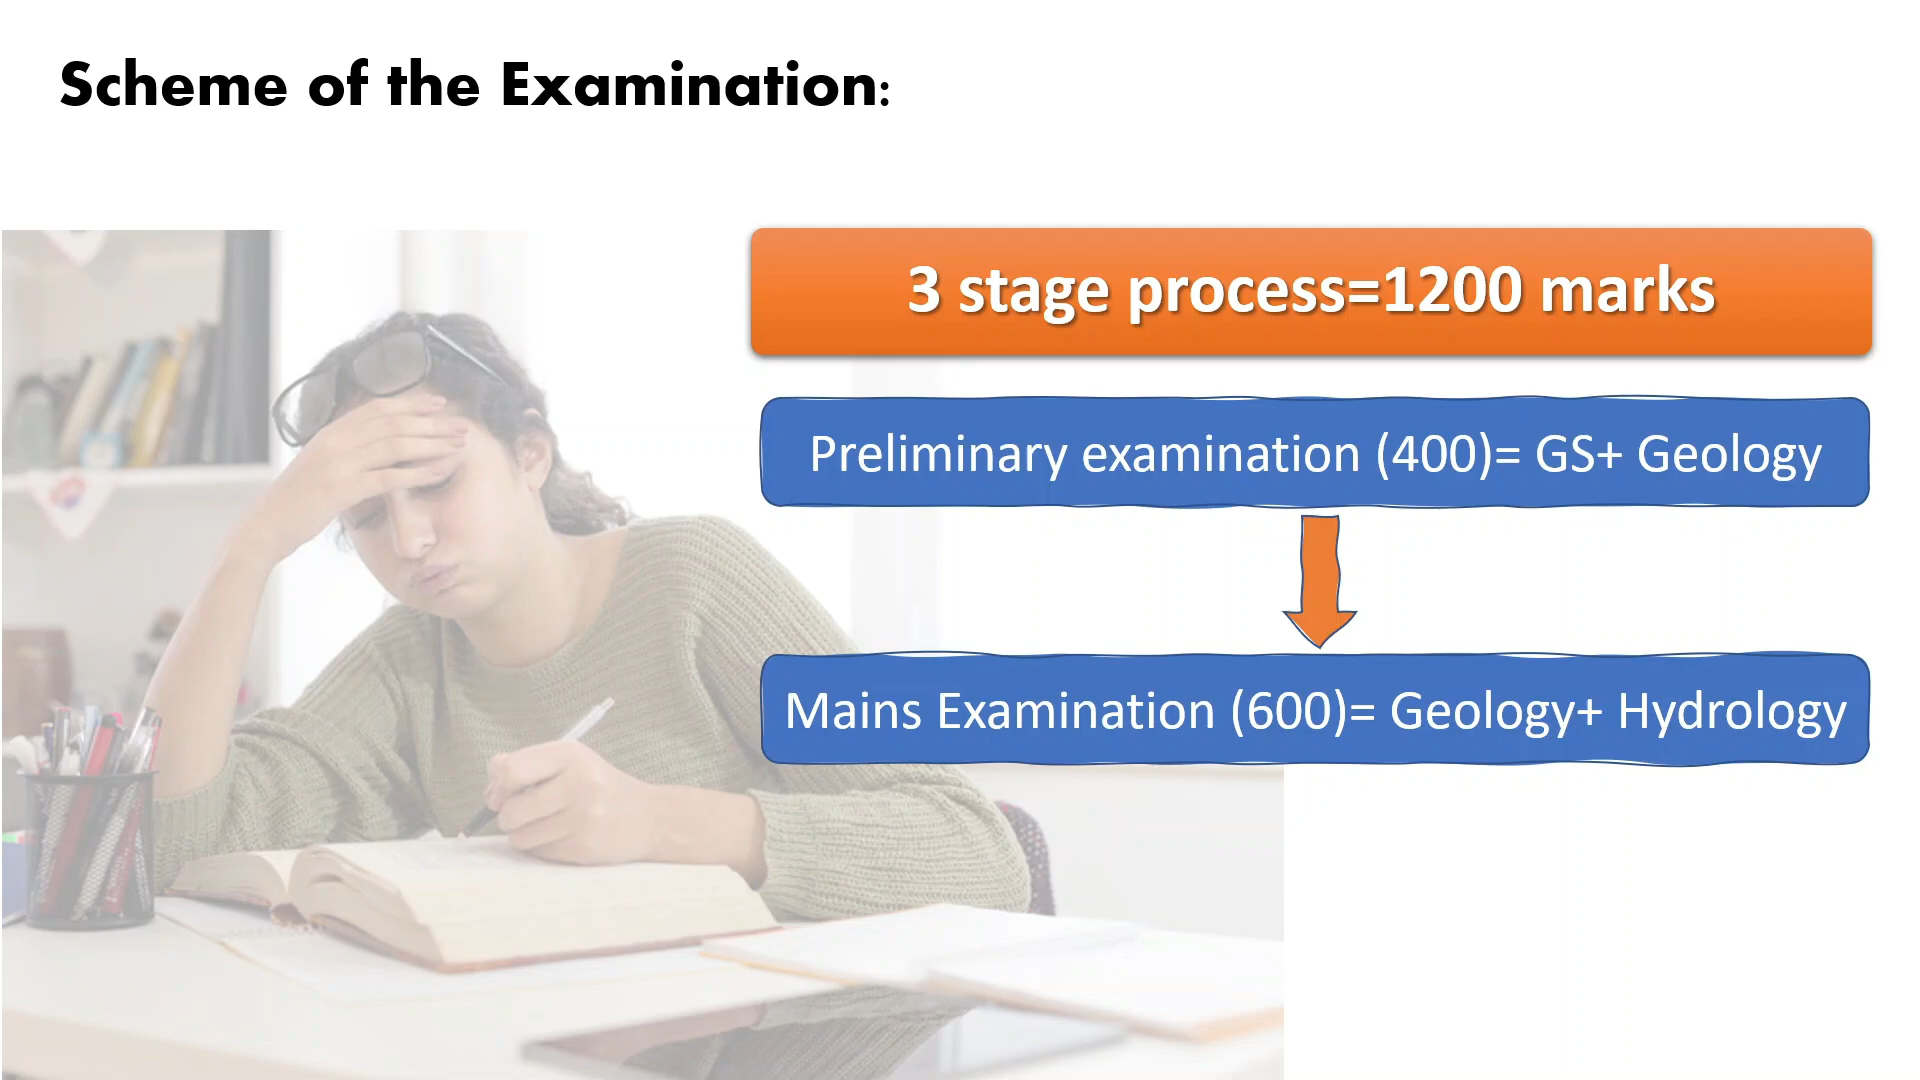 Scheme of the Examination:
3 stage process=1200 marks
Preliminary examination (400)= GS+ Geology
Mains Examination (600)= Geology+ Hydrology